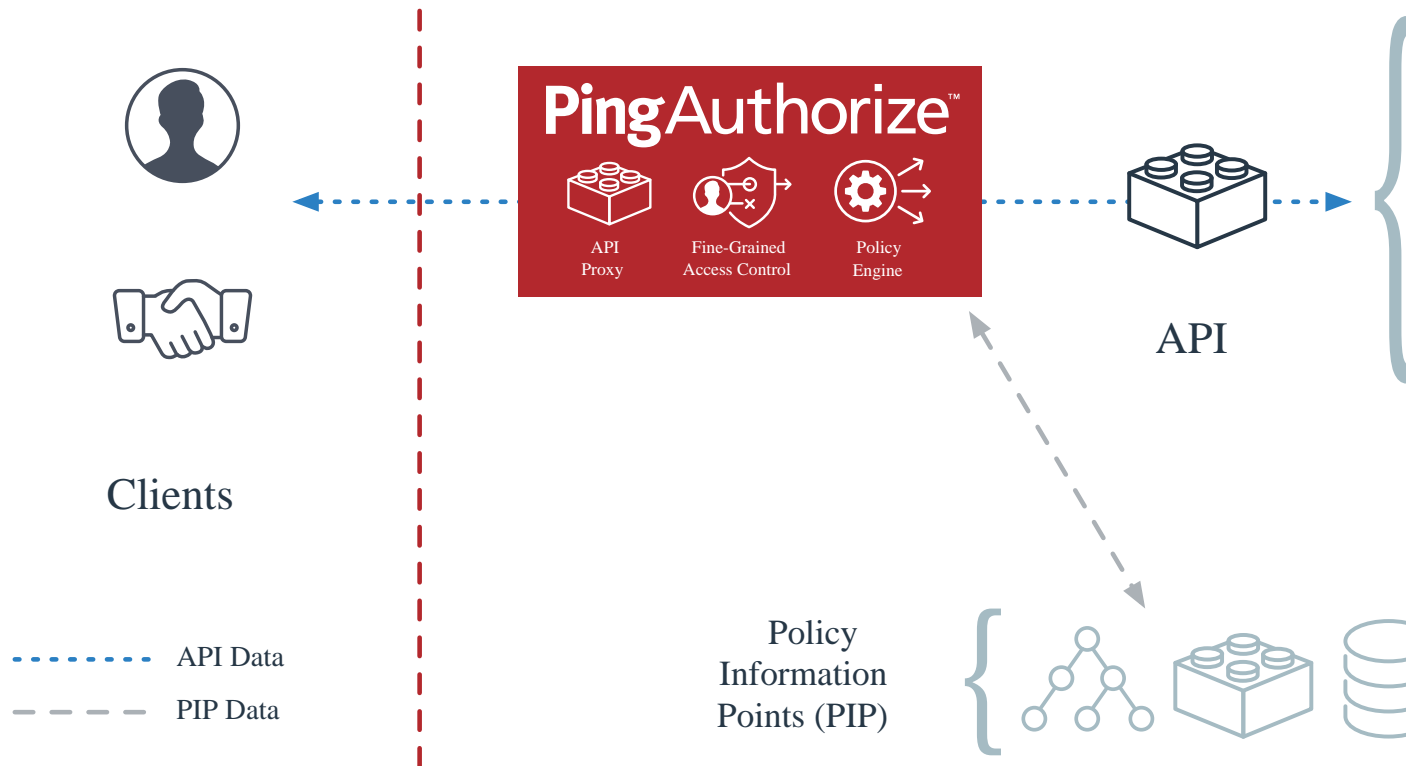 PingAuthorize™
API
Proxy
Fine-Grained
Access Control
Policy
Engine
API
Clients
API Data
PIP Data
Policy
Information
Points (PIP)